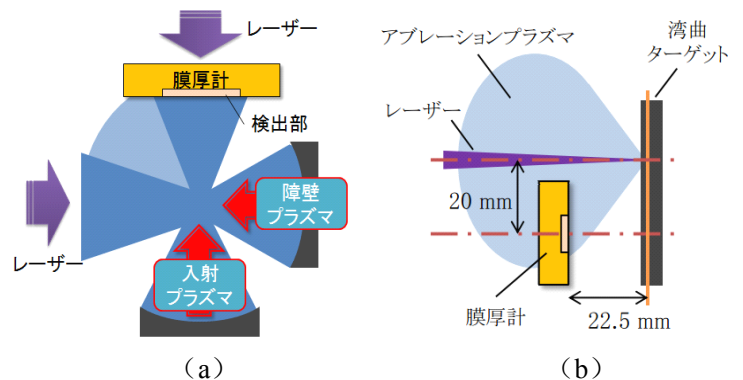 レーザー
膜厚計
検出部
障壁
プラズマ
レーザー
入射
プラズマ
(a)
アブレーションプラズマ
湾曲
ターゲット
レーザー
20 mm
膜厚計
22.5 mm
(b)